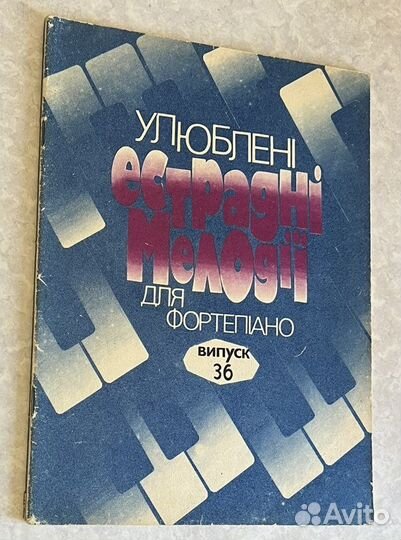 Улюблені
естрадні
мелодії
для
фортепіано
випуск
36
Avito